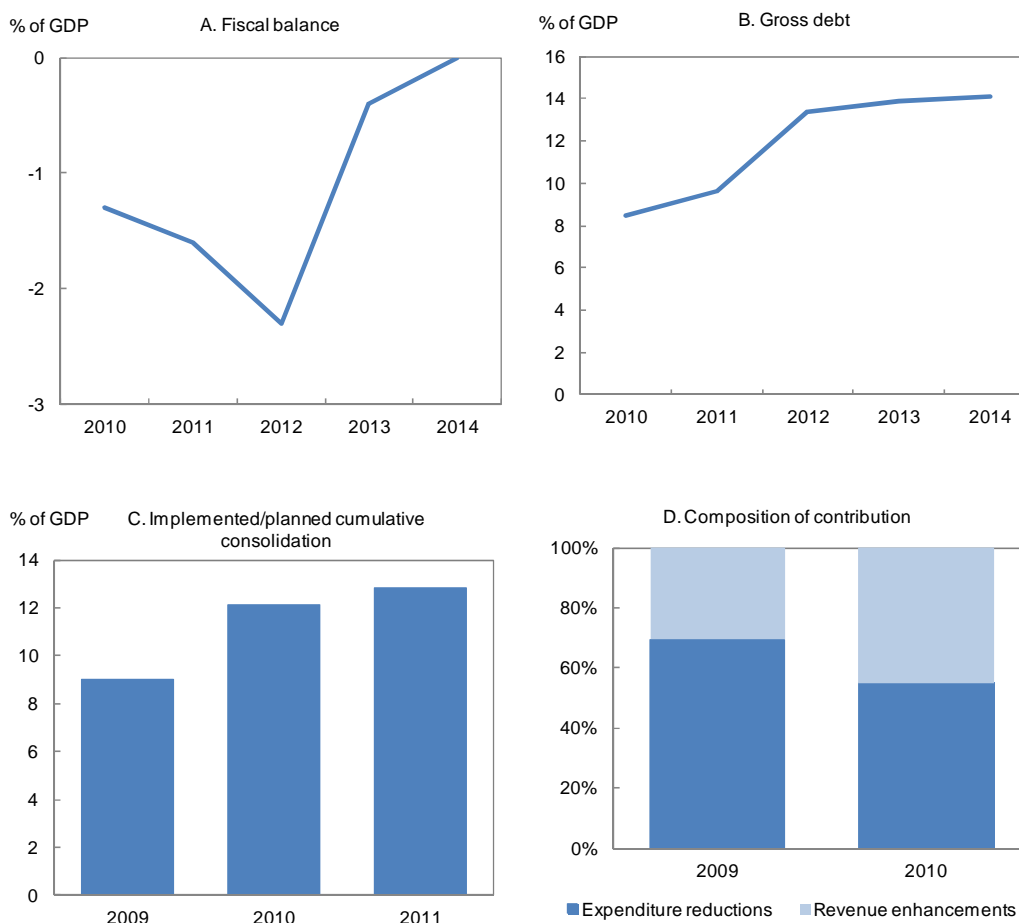 % of GDP
A. Fiscal balance
0
-1
-2
-3
2010 2011 2012 2013 2014
% of GDP
B. Gross debt
16
14
12
10
8
6
4
2
0
2010 2011 2012 2013 2014
% of GDP
C. Implemented/planned cumulative
consolidation
14
12
10
8
6
4
2
0
2009 2010 2011
D. Composition of contribution
100%
80%
60%
40%
20%
0%
2009 2010
Expenditure reductions Revenue enhancements